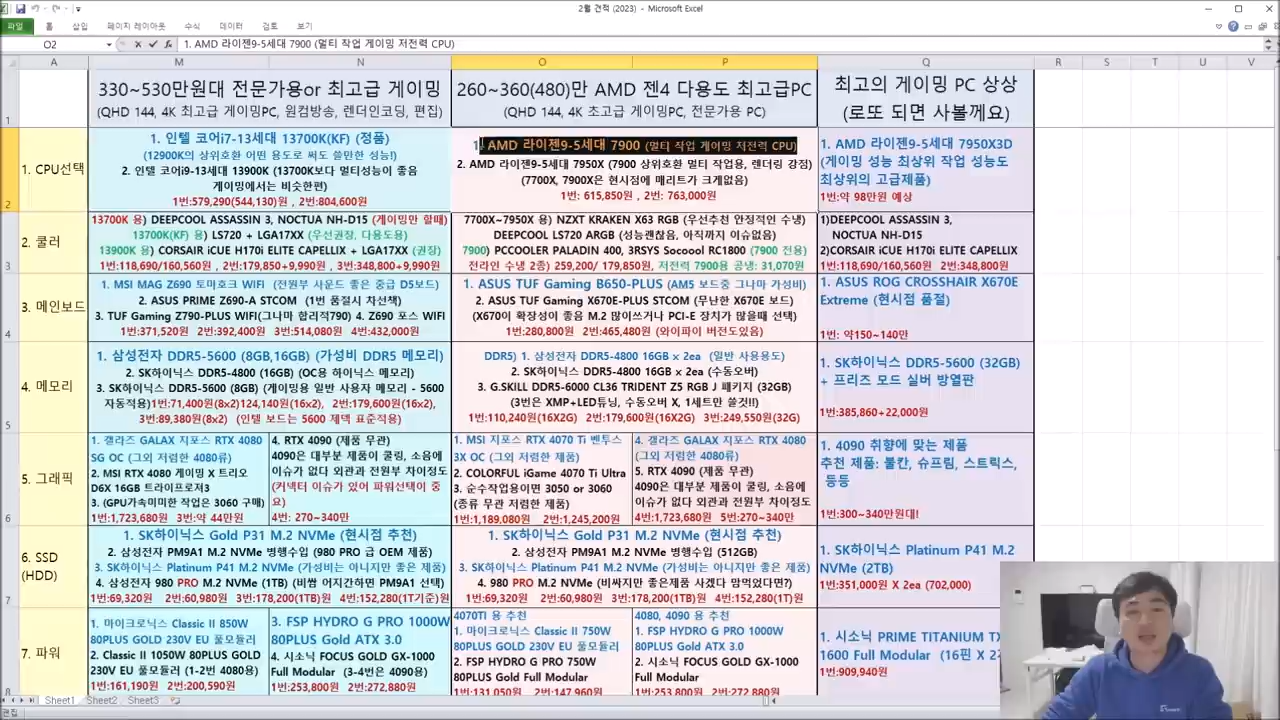 2월 견적 (2023) - Microsoft Excel
파일 홈 삽입 페이지 레이아웃 수식 데이터 검토 보기
O2 1. AMD 라이젠9-5세대 7900 (멀티 작업 게이밍 저전력 CPU)
A M N O P Q R S T U V
1
330~530만원대 전문가용or 최고급 게이밍
(QHD 144, 4K 최고급 게이밍PC, 원컴방송, 렌더인코딩, 편집)
260~360(480)만 AMD 젠4 다용도 최고급PC
(QHD 144, 4K 초고급 게이밍PC, 전문가용 PC)
최고의 게이밍 PC 상상
(로또 되면 사볼께요)
2
1. CPU선택
1. 인텔 코어i7-13세대 13700K(KF) (정품)
(12900K의 상위호환 어떤 용도로 써도 쓸만한 성능!)
2. 인텔 코어i9-13세대 13900K (13700K보다 멀티성능이 좋음
게이밍에서는 비슷한편)
1번:579,290(544,130)원 , 2번:804,600원
1. AMD 라이젠9-5세대 7900 (멀티 작업 게이밍 저전력 CPU)
2. AMD 라이젠9-5세대 7950X (7900 상위호환 멀티 작업용, 렌더링 강점)
(7700X, 7900X은 현시점에 메리트가 크게없음)
1번: 615,850원 , 2번: 763,000원
1. AMD 라이젠9-5세대 7950X3D
(게이밍 성능 최상위 작업 성능도
최상위의 고급제품)
1번:약 98만원 예상
3
2. 쿨러
13700K 용) DEEPCOOL ASSASSIN 3, NOCTUA NH-D15 (게이밍만 할때)
13700K(KF) 용) LS720 + LGA17XX (우선권장, 다용도용)
13900K 용) CORSAIR iCUE H170i ELITE CAPELLIX + LGA17XX (권장)
1번:118,690/160,560원 , 2번:179,850+9,990원 , 3번:348,800+9,990원
7700X~7950X 용) NZXT KRAKEN X63 RGB (우선추천 안정적인 수냉)
DEEPCOOL LS720 ARGB (성능괜찮음, 아직까지 이슈없음)
7900) PCCOOLER PALADIN 400, 3RSYS Socoool RC1800 (7900 전용)
전라인 수냉 2종) 259,200/ 179,850원, 저전력 7900용 공냉: 31,070원
1)DEEPCOOL ASSASSIN 3,
NOCTUA NH-D15
2)CORSAIR iCUE H170i ELITE CAPELLIX
1번:118,690/160,560원 2번:348,800원
4
3. 메인보드
1. MSI MAG Z690 토마호크 WIFI (전원부 사운드 좋은 중급 D5보드)
2. ASUS PRIME Z690-A STCOM (1번 품절시 차선책)
3. TUF Gaming Z790-PLUS WIFI(그나마 합리적790) 4. Z690 포스 WIFI
1번:371,520원 2번:392,400원 3번:514,080원 4번:432,000원
1. ASUS TUF Gaming B650-PLUS (AM5 보드중 그나마 가성비)
2. ASUS TUF Gaming X670E-PLUS STCOM (무난한 X670E 보드)
(X670이 확장성이 좋음 M.2 많이쓰거나 PCI-E 장치가 많을때 선택)
1번:280,800원 2번:465,480원 (와이파이 버전도있음)
1. ASUS ROG CROSSHAIR X670E
Extreme (현시점 품절)
1번: 약150~140만
5
4. 메모리
1. 삼성전자 DDR5-5600 (8GB,16GB) (가성비 DDR5 메모리)
2. SK하이닉스 DDR5-4800 (16GB) (OC용 하이닉스 메모리)
3. SK하이닉스 DDR5-5600 (8GB) (게이밍용 일반 사용자 메모리 - 5600
자동적용)1번:71,400원(8x2)124,140원(16x2), 2번:179,600원(16x2),
3번:89,380원(8x2) (인텔 보드는 5600 제덱 표준적용)
DDR5) 1. 삼성전자 DDR5-4800 16GB x 2ea (일반 사용용도)
2. SK하이닉스 DDR5-4800 16GB x 2ea (수동오버)
3. G.SKILL DDR5-6000 CL36 TRIDENT Z5 RGB J 패키지 (32GB)
(3번은 XMP+LED튜닝, 수동오버 X, 1세트만 쓸것!!)
1번:110,240원(16X2G) 2번:179,600원(16X2G) 3번:249,550원(32G)
1. SK하이닉스 DDR5-5600 (32GB)
+ 프리즈 모드 실버 방열판
1번:385,860+22,000원
6
5. 그래픽
1. 갤라즈 GALAX 지포스 RTX 4080
SG OC (그외 저렴한 4080류)
2. MSI RTX 4080 게이밍 X 트리오
D6X 16GB 트라이프로져3
3. (GPU가속미미한 작업은 3060 구매)
1번:1,723,680원 3번:약 44만원
4. RTX 4090 (제품 무관)
4090은 대부분 제품이 쿨링, 소음에
이슈가 없다 외관과 전원부 차이정도
(커넥터 이슈가 있어 파워선택이 중
요)
4번: 270~340만
1. MSI 지포스 RTX 4070 Ti 벤투스
3X OC (그외 저렴한 제품)
2. COLORFUL iGame 4070 Ti Ultra
3. 순수작업용이면 3050 or 3060
(종류 무관 저렴한 제품)
1번:1,189,080원 2번:1,245,200원
4. 갤라즈 GALAX 지포스 RTX 4080
(그외 저렴한 4080류)
5. RTX 4090 (제품 무관)
4090은 대부분 제품이 쿨링, 소음에
이슈가 없다 외관과 전원부 차이정도
4번:1,723,680원 5번:270~340만
1. 4090 취향에 맞는 제품
추천 제품: 불칸, 슈프림, 스트릭스,
등등
1번:300~340만원대!
7
6. SSD
(HDD)
1. SK하이닉스 Gold P31 M.2 NVMe (현시점 추천)
2. 삼성전자 PM9A1 M.2 NVMe 병행수입 (980 PRO 급 OEM 제품)
3. SK하이닉스 Platinum P41 M.2 NVMe (가성비는 아니지만 좋은 제품)
4. 삼성전자 980 PRO M.2 NVMe (1TB) (비쌈 어지간하면 PM9A1 선택)
1번:69,320원 2번:60,980원 3번:178,200(1TB)원 4번:152,280(1T기준)원
1. SK하이닉스 Gold P31 M.2 NVMe (현시점 추천)
2. 삼성전자 PM9A1 M.2 NVMe 병행수입 (512GB)
3. SK하이닉스 Platinum P41 M.2 NVMe (가성비는아니지만 좋은 제품)
4. 980 PRO M.2 NVMe (비싸지만 좋은제품 사겠다 맘먹었다면?)
1번:69,320원 2번:60,980원 3번:178,200(1TB)원 4번:152,280(1T)원
1. SK하이닉스 Platinum P41 M.2
NVMe (2TB)
1번:351,000원 X 2ea (702,000)
8
7. 파워
1. 마이크로닉스 Classic II 850W
80PLUS GOLD 230V EU 풀모듈러
2. Classic II 1050W 80PLUS GOLD
230V EU 풀모듈러 (1-2번 4080용)
1번:161,190원 2번:200,590원
3. FSP HYDRO G PRO 1000W
80PLUS Gold ATX 3.0
4. 시소닉 FOCUS GOLD GX-1000
Full Modular (3-4번은 4090용)
1번:253,800원 2번:272,880원
4070TI 용 추천
1. 마이크로닉스 Classic II 750W
80PLUS GOLD 230V EU 풀모듈러
2. FSP HYDRO G PRO 750W
80PLUS Gold Full Modular
1번:131,050원 2번:147,960원
4080, 4090 용 추천
1. FSP HYDRO G PRO 1000W
80PLUS Gold ATX 3.0
2. 시소닉 FOCUS GOLD GX-1000
Full Modular
1번:253,800원 2번:272,880원
1. 시소닉 PRIME TITANIUM TX
1600 Full Modular (16핀 X 2
1번:909,940원
Sheet1 Sheet2 Sheet3
편집